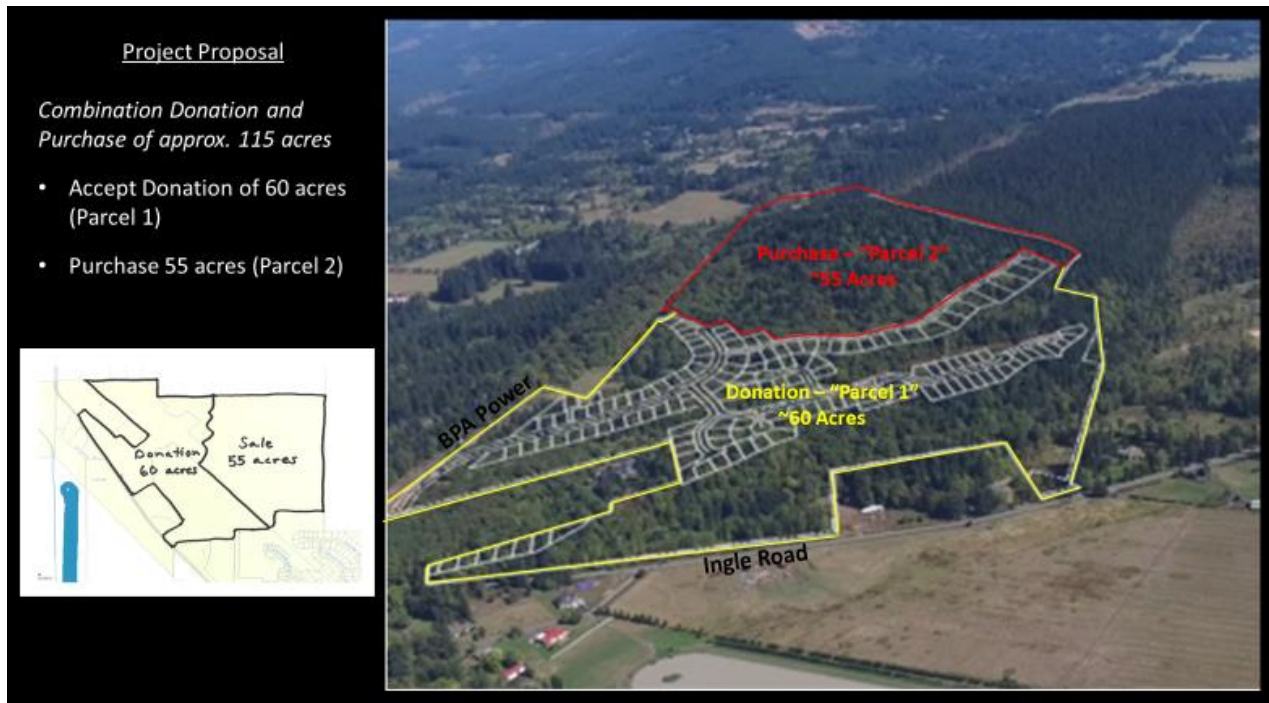 Project Proposal
Combination Donation and
Purchase of approx. 115 acres
• Accept Donation of 60 acres
(Parcel 1)
• Purchase 55 acres (Parcel 2)
Donation
60 acres
Sale
55 acres
Purchase – "Parcel 2"
~55 Acres
BPA Power
Donation – "Parcel 1"
~60 Acres
Ingle Road